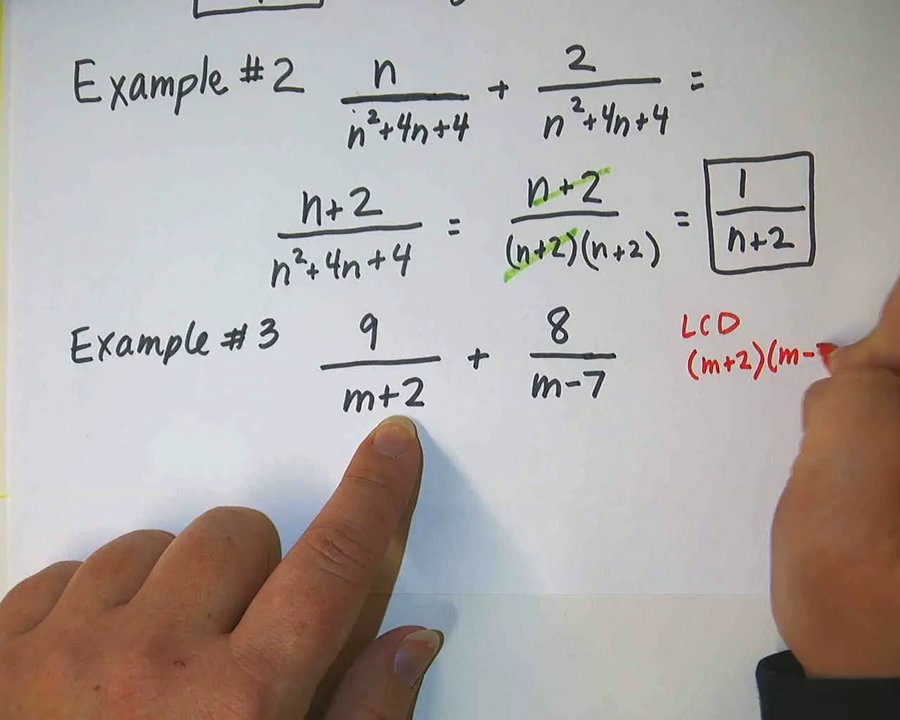 Example #2 n/(n²+4n+4) + 2/(n²+4n+4) =
(n+2)/(n²+4n+4) = (n+2)/((n+2)(n+2)) = 1/(n+2)
Example #3 9/(m+2) + 8/(m-7)
LCD
(m+2)(m-